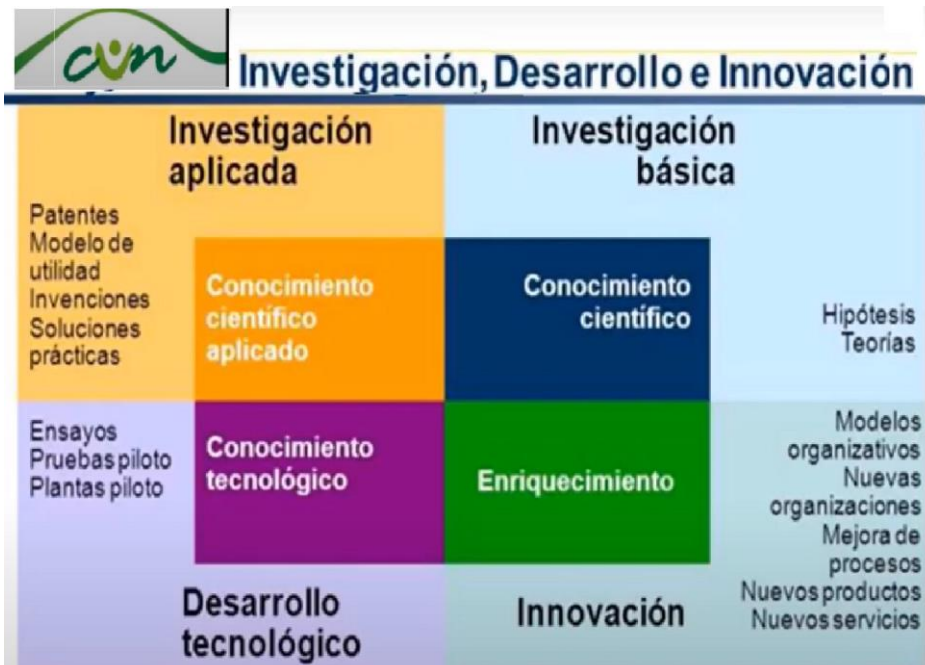 cun
Investigación, Desarrollo e Innovación
Investigación
aplicada
Patentes
Modelo de
utilidad
Invenciones
Soluciones
prácticas
Conocimiento
científico
aplicado
Investigación
básica
Conocimiento
científico
Hipótesis
Teorías
Ensayos
Pruebas piloto
Plantas piloto
Conocimiento
tecnológico
Desarrollo
tecnológico
Enriquecimiento
Innovación
Modelos
organizativos
Nuevas
organizaciones
Mejora de
procesos
Nuevos productos
Nuevos servicios